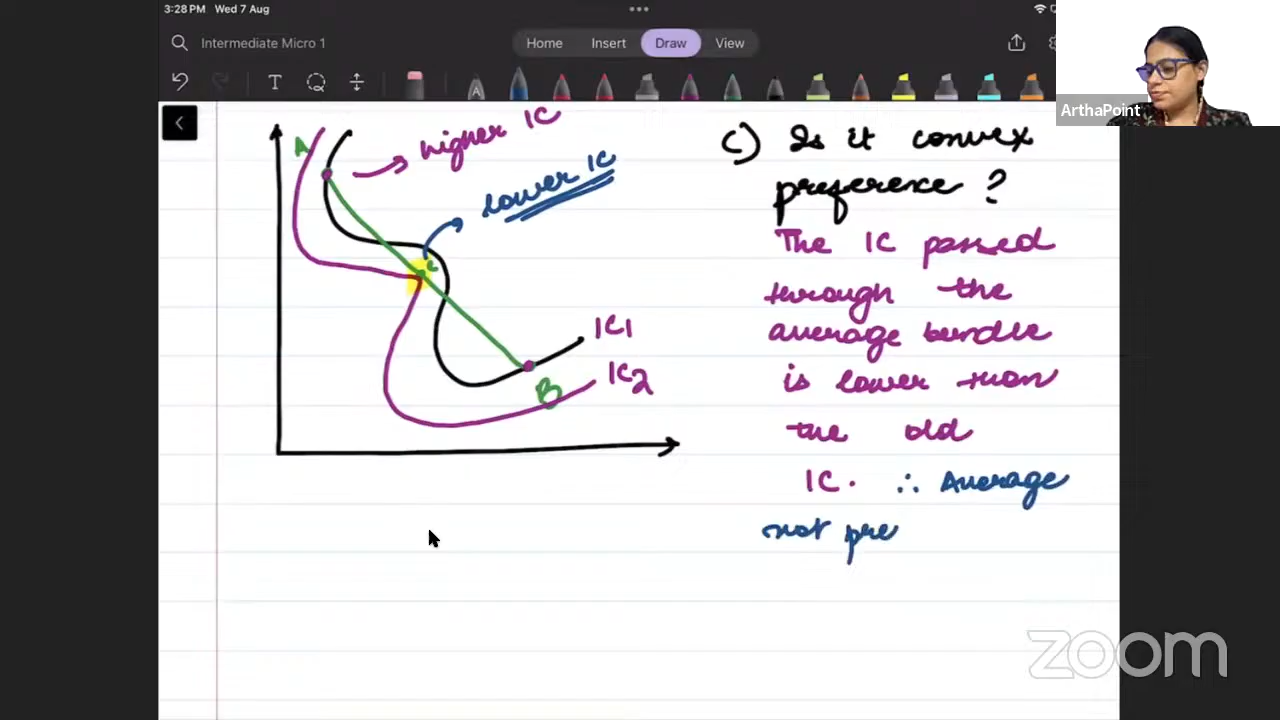 3:28 PM Wed 7 Aug
Intermediate Micro 1
Home Insert Draw View
ArthaPoint
A
higher IC
lower IC
C
IC1
IC2
B
c) Is it convex
preference?
The IC passed
through the
average bundle
is lower than
the old
IC. ∴ Average
not pre
zoom